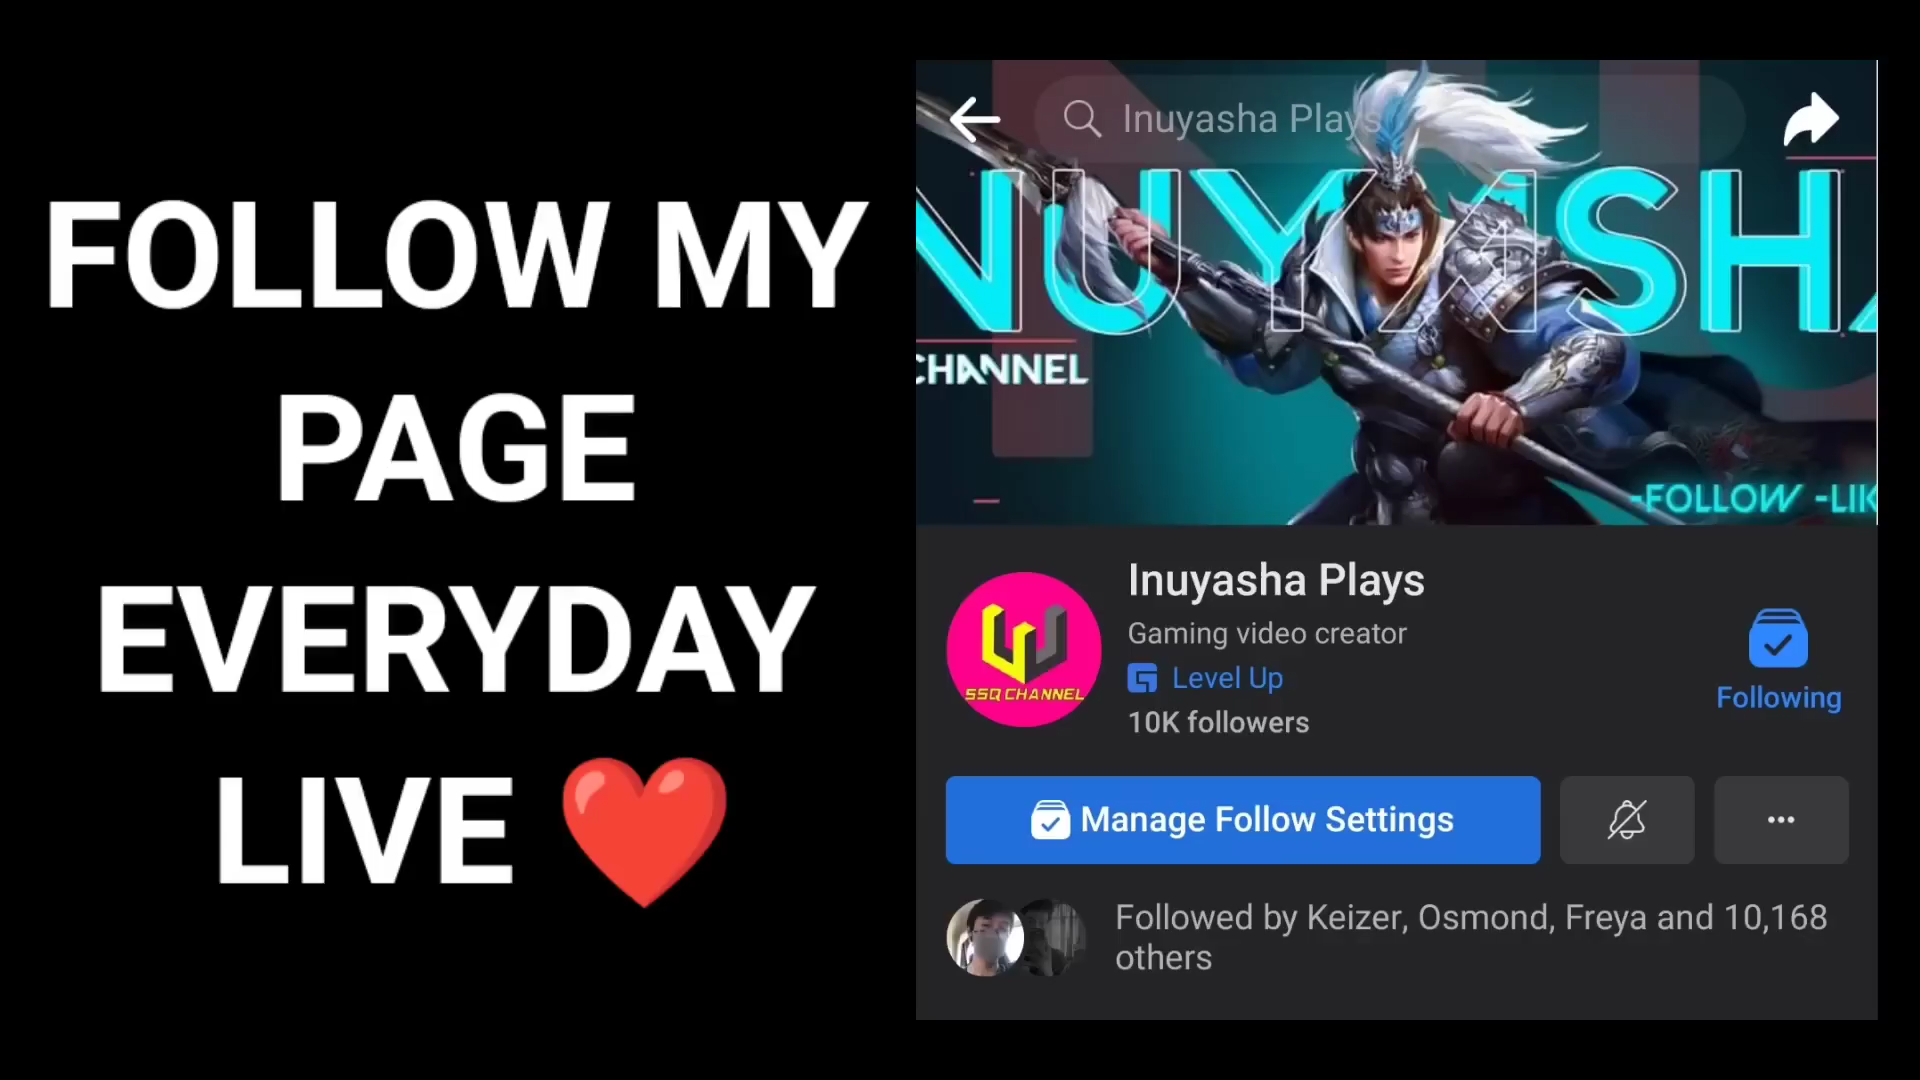 FOLLOW MY
PAGE
EVERYDAY
LIVE ❤️
Inuyasha Plays
NUYASHA
CHANNEL
-FOLLOW -LIK
Inuyasha Plays
Gaming video creator
Level Up
10K followers
Following
SSQ CHANNEL
Manage Follow Settings
Followed by Keizer, Osmond, Freya and 10,168
others